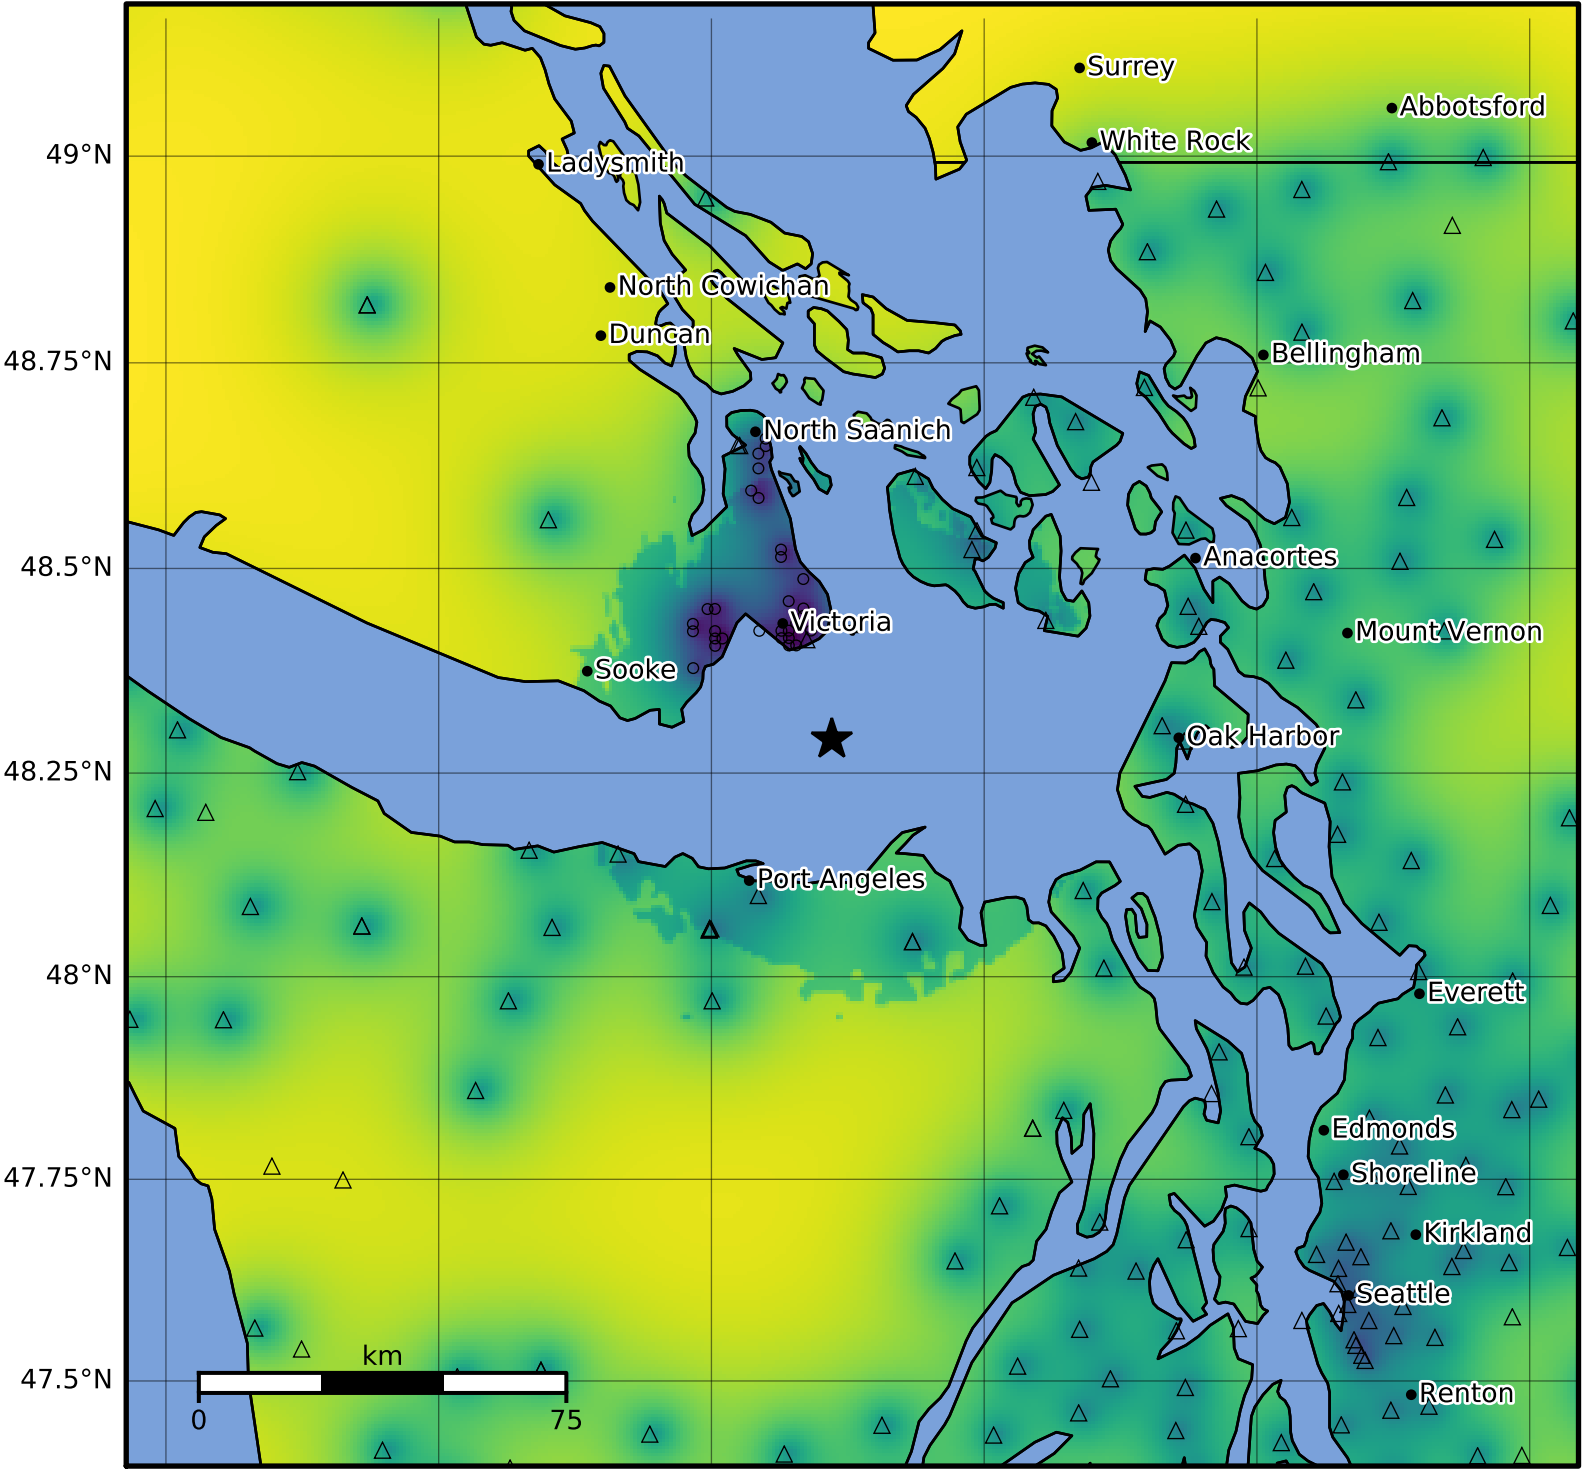 Surrey
Abbotsford
White Rock
49°N
Ladysmith
North Cowichan
Duncan
48.75°N
Bellingham
North Saanich
48.5°N
Anacortes
Victoria
Mount Vernon
Sooke
Oak Harbor
48.25°N
Port Angeles
48°N
Everett
Edmonds
47.75°N
Shoreline
Kirkland
Seattle
km
47.5°N
Renton
0 75